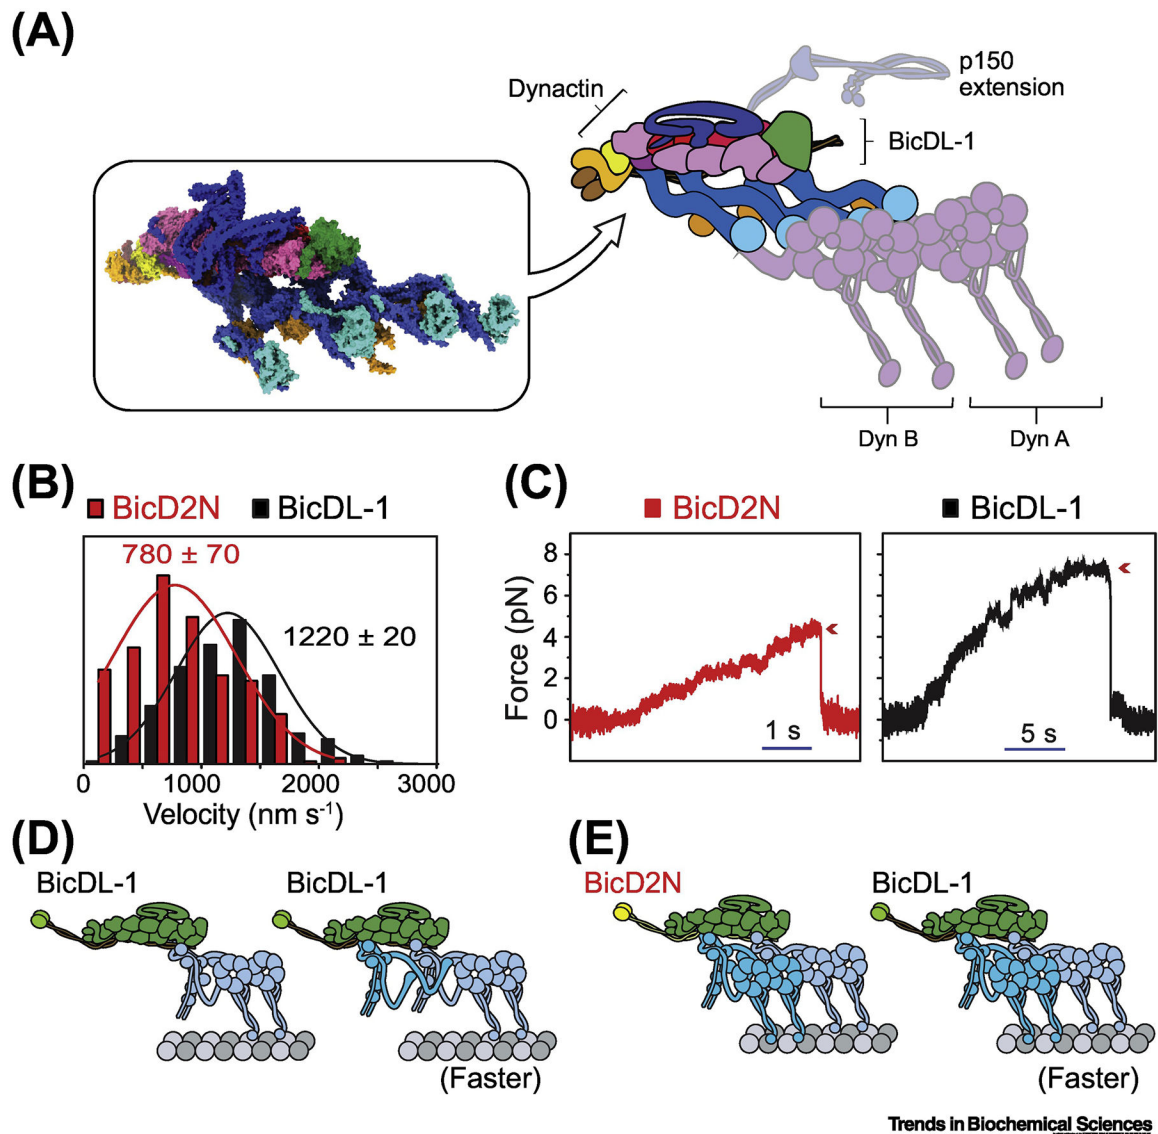 (A)
Dynactin
p150
extension
BicDL-1
Dyn B
Dyn A
(B)
BicD2N
BicDL-1
780 ± 70
1220 ± 20
0
1000
2000
3000
Velocity (nm s-1)
(C)
BicD2N
BicDL-1
Force (pN)
8
6
4
2
0
1 s
5 s
(D)
BicDL-1
BicDL-1
(Faster)
(E)
BicD2N
BicDL-1
(Faster)
Trends in Biochemical Sciences